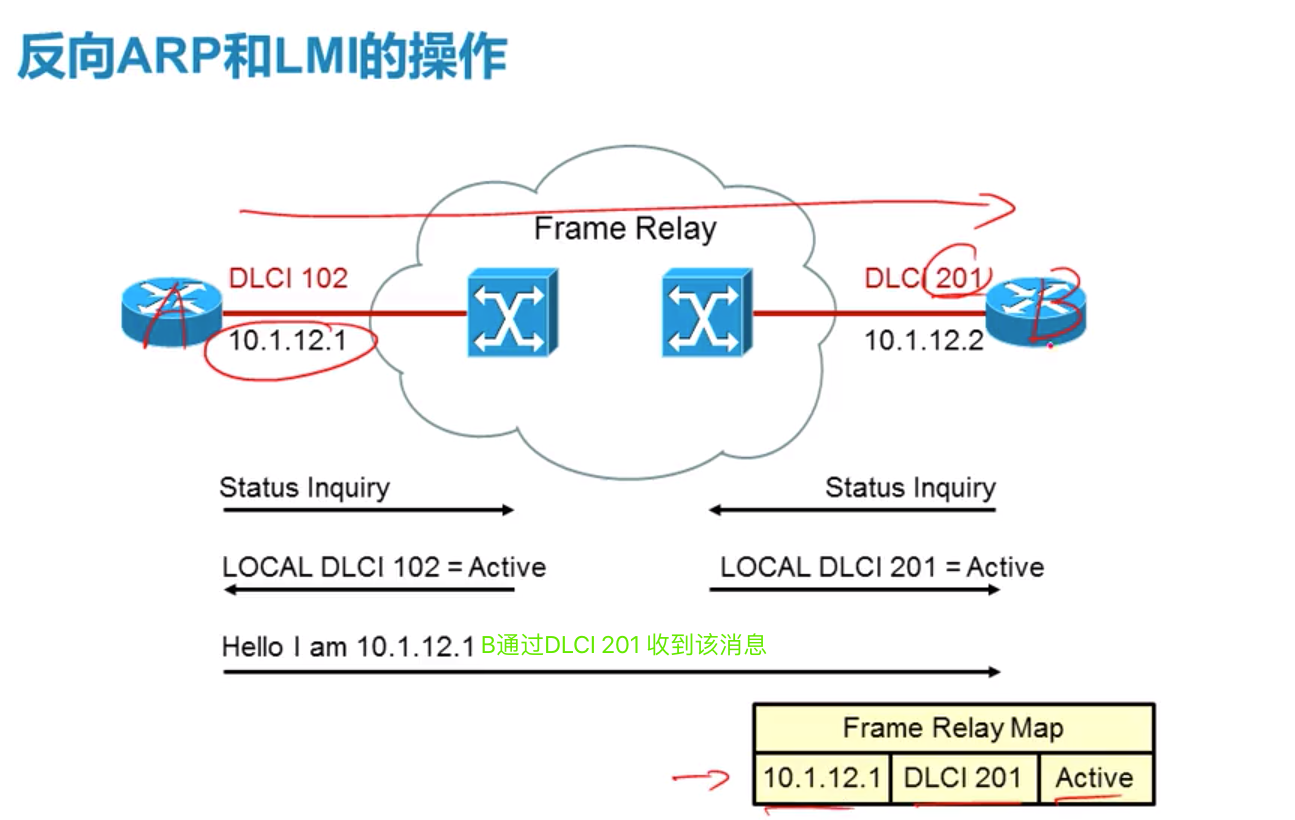 反向ARP和LMI的操作
Frame Relay
DLCI 102
DLCI 201
A
B
10.1.12.1
10.1.12.2
Status Inquiry
Status Inquiry
LOCAL DLCI 102 = Active
LOCAL DLCI 201 = Active
Hello I am 10.1.12.1 B通过DLCI 201 收到该消息
Frame Relay Map
10.1.12.1 DLCI 201 Active